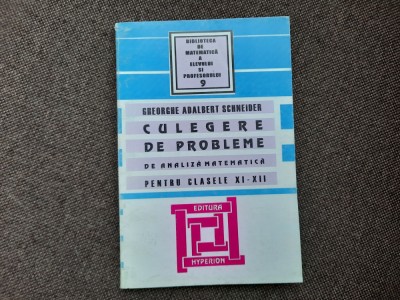 BIBLIOTECA
DE
MATEMATICĂ
A
ELEVULUI
ŞI
PROFESORULUI
9
GHEORGHE ADALBERT SCHNEIDER
CULEGERE
DE PROBLEME
DE ANALIZĂ MATEMATICĂ
PENTRU CLASELE XI-XII
EDITURA
HYPERION